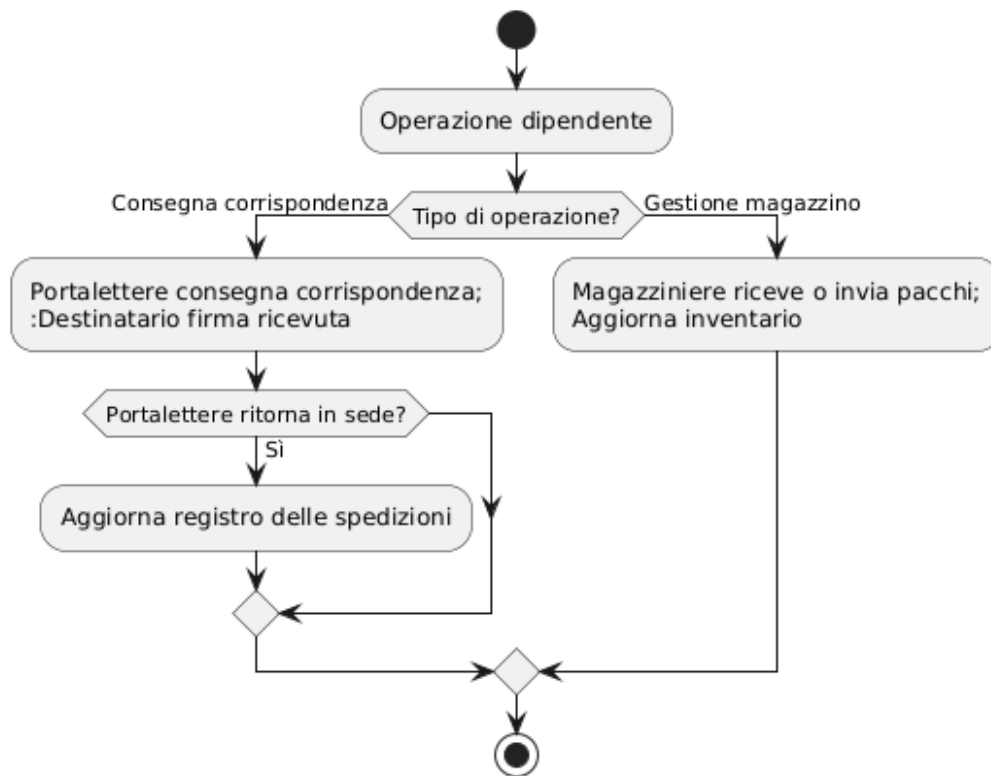 Operazione dipendente
Consegna corrispondenza
Tipo di operazione?
Gestione magazzino
Portalettere consegna corrispondenza;
:Destinatario firma ricevuta
Magazziniere riceve o invia pacchi;
Aggiorna inventario
Portalettere ritorna in sede?
Sì
Aggiorna registro delle spedizioni